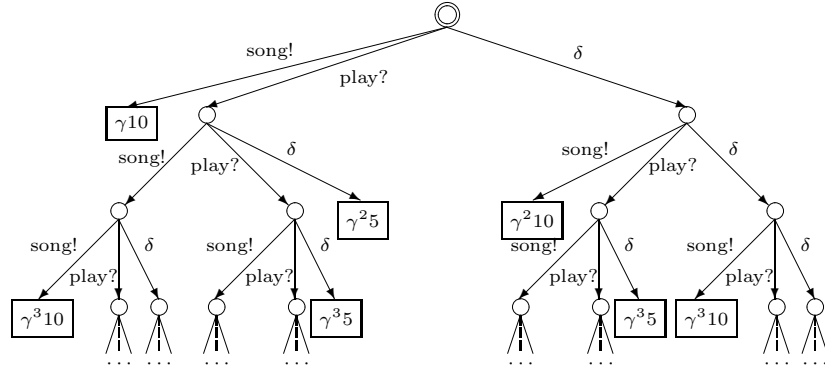 song! play? δ
γ10
song! play? δ song! play? δ
γ²5 γ²10
song! play? δ song! play? δ song! play? δ song! play? δ
γ³10 γ³5 γ³5 γ³10
... ... ... ... ... ... ... ...